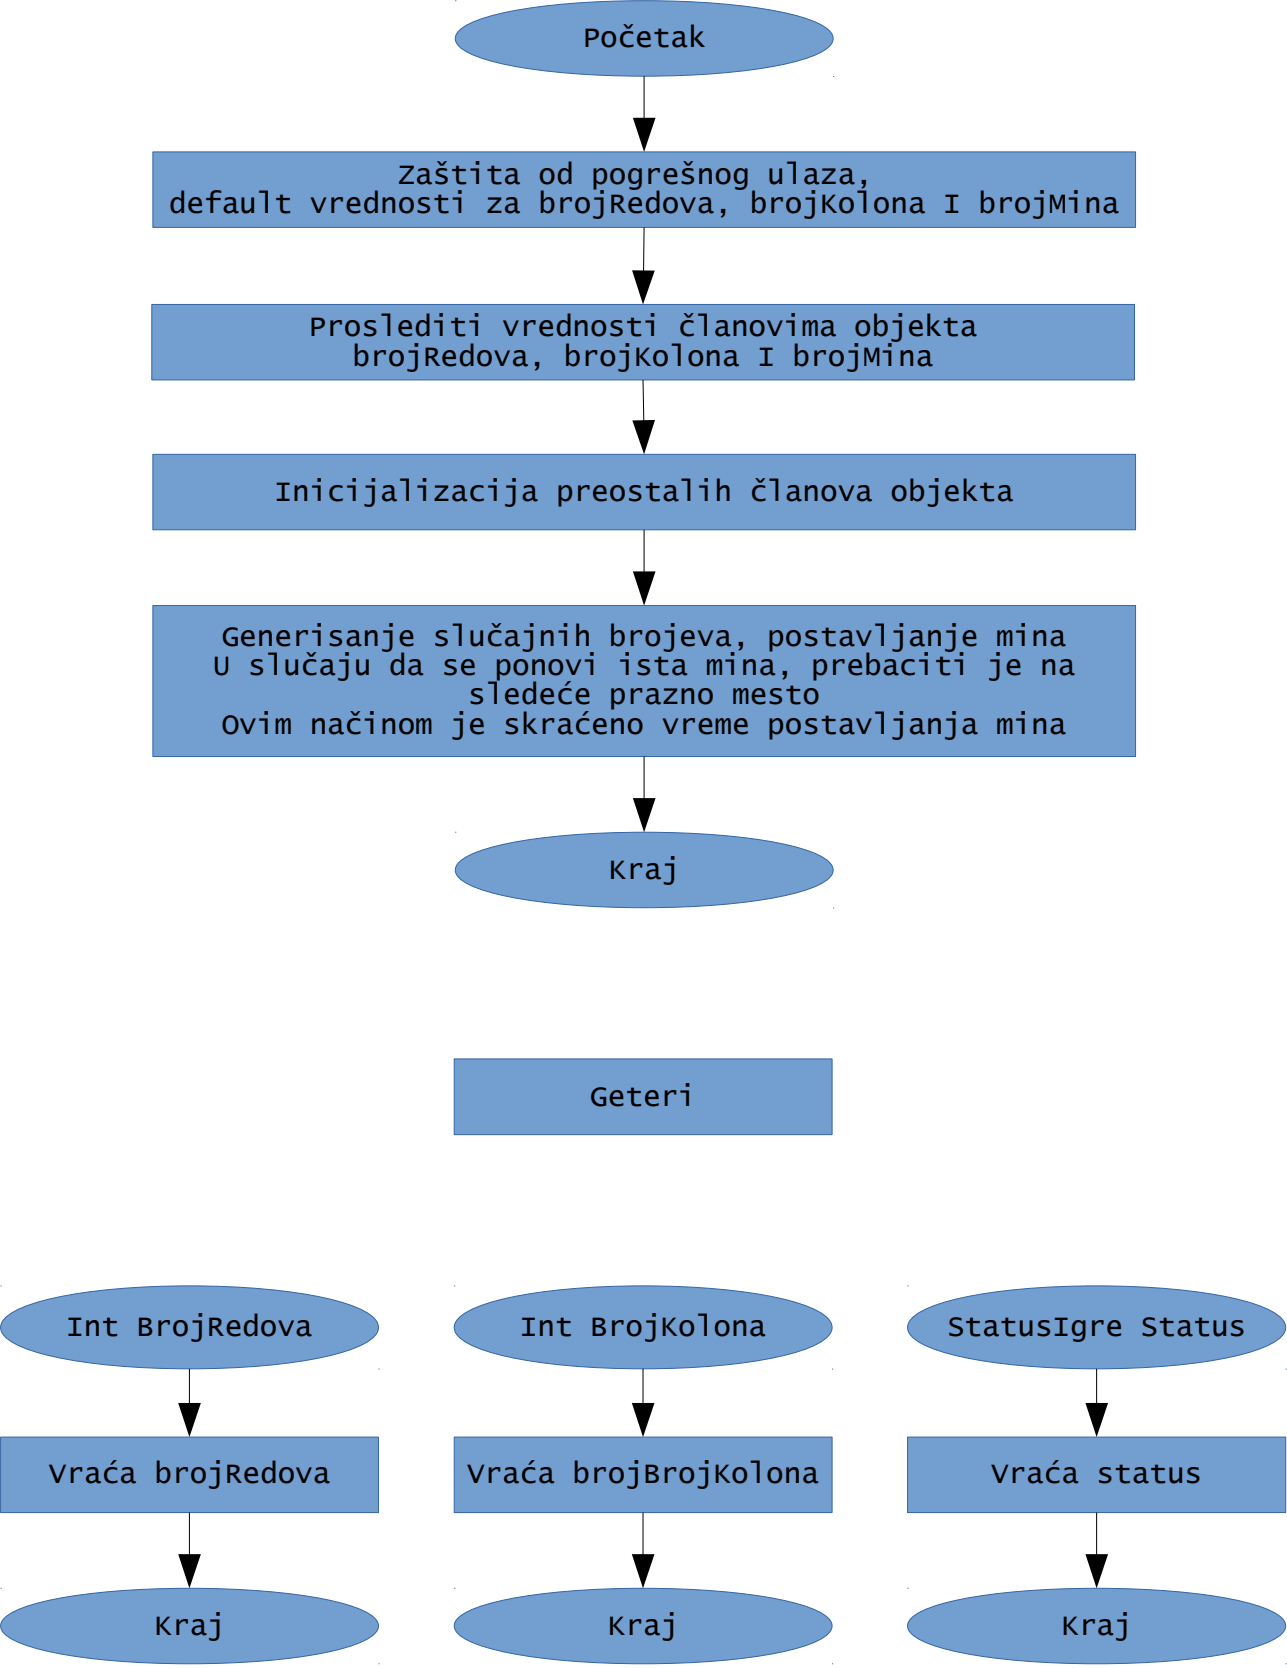 Početak
Zaštita od pogrešnog ulaza,
default vrednosti za brojRedova, brojKolona I brojMina
Proslediti vrednosti članovima objekta
brojRedova, brojKolona I brojMina
Inicijalizacija preostalih članova objekta
Generisanje slučajnih brojeva, postavljanje mina
U slučaju da se ponovi ista mina, prebaciti je na
sledeće prazno mesto
Ovim načinom je skraćeno vreme postavljanja mina
Kraj
Geteri
Int BrojRedova
Vraća brojRedova
Kraj
Int BrojKolona
Vraća brojBrojKolona
Kraj
StatusIgre Status
Vraća status
Kraj